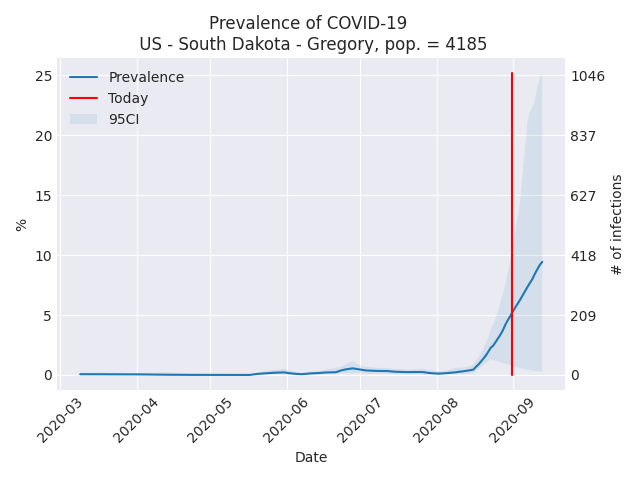 Prevalence of COVID-19
US - South Dakota - Gregory, pop. = 4185
Prevalence
Today
95CI
25
20
15
10
5
0
%
1046
837
627
418
209
0
# of infections
2020-03
2020-04
2020-05
2020-06
2020-07
2020-08
2020-09
Date